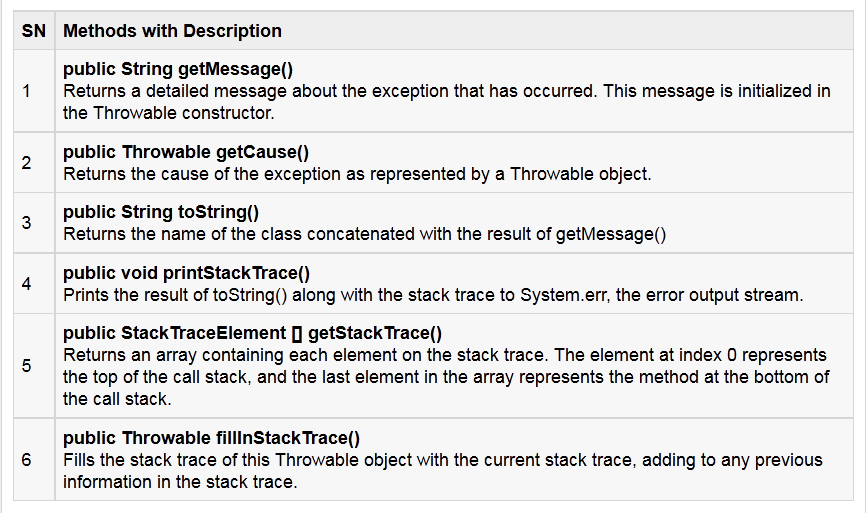 SN Methods with Description
1
public String getMessage()
Returns a detailed message about the exception that has occurred. This message is initialized in
the Throwable constructor.
2
public Throwable getCause()
Returns the cause of the exception as represented by a Throwable object.
3
public String toString()
Returns the name of the class concatenated with the result of getMessage()
4
public void printStackTrace()
Prints the result of toString() along with the stack trace to System.err, the error output stream.
5
public StackTraceElement [] getStackTrace()
Returns an array containing each element on the stack trace. The element at index 0 represents
the top of the call stack, and the last element in the array represents the method at the bottom of
the call stack.
6
public Throwable fillInStackTrace()
Fills the stack trace of this Throwable object with the current stack trace, adding to any previous
information in the stack trace.